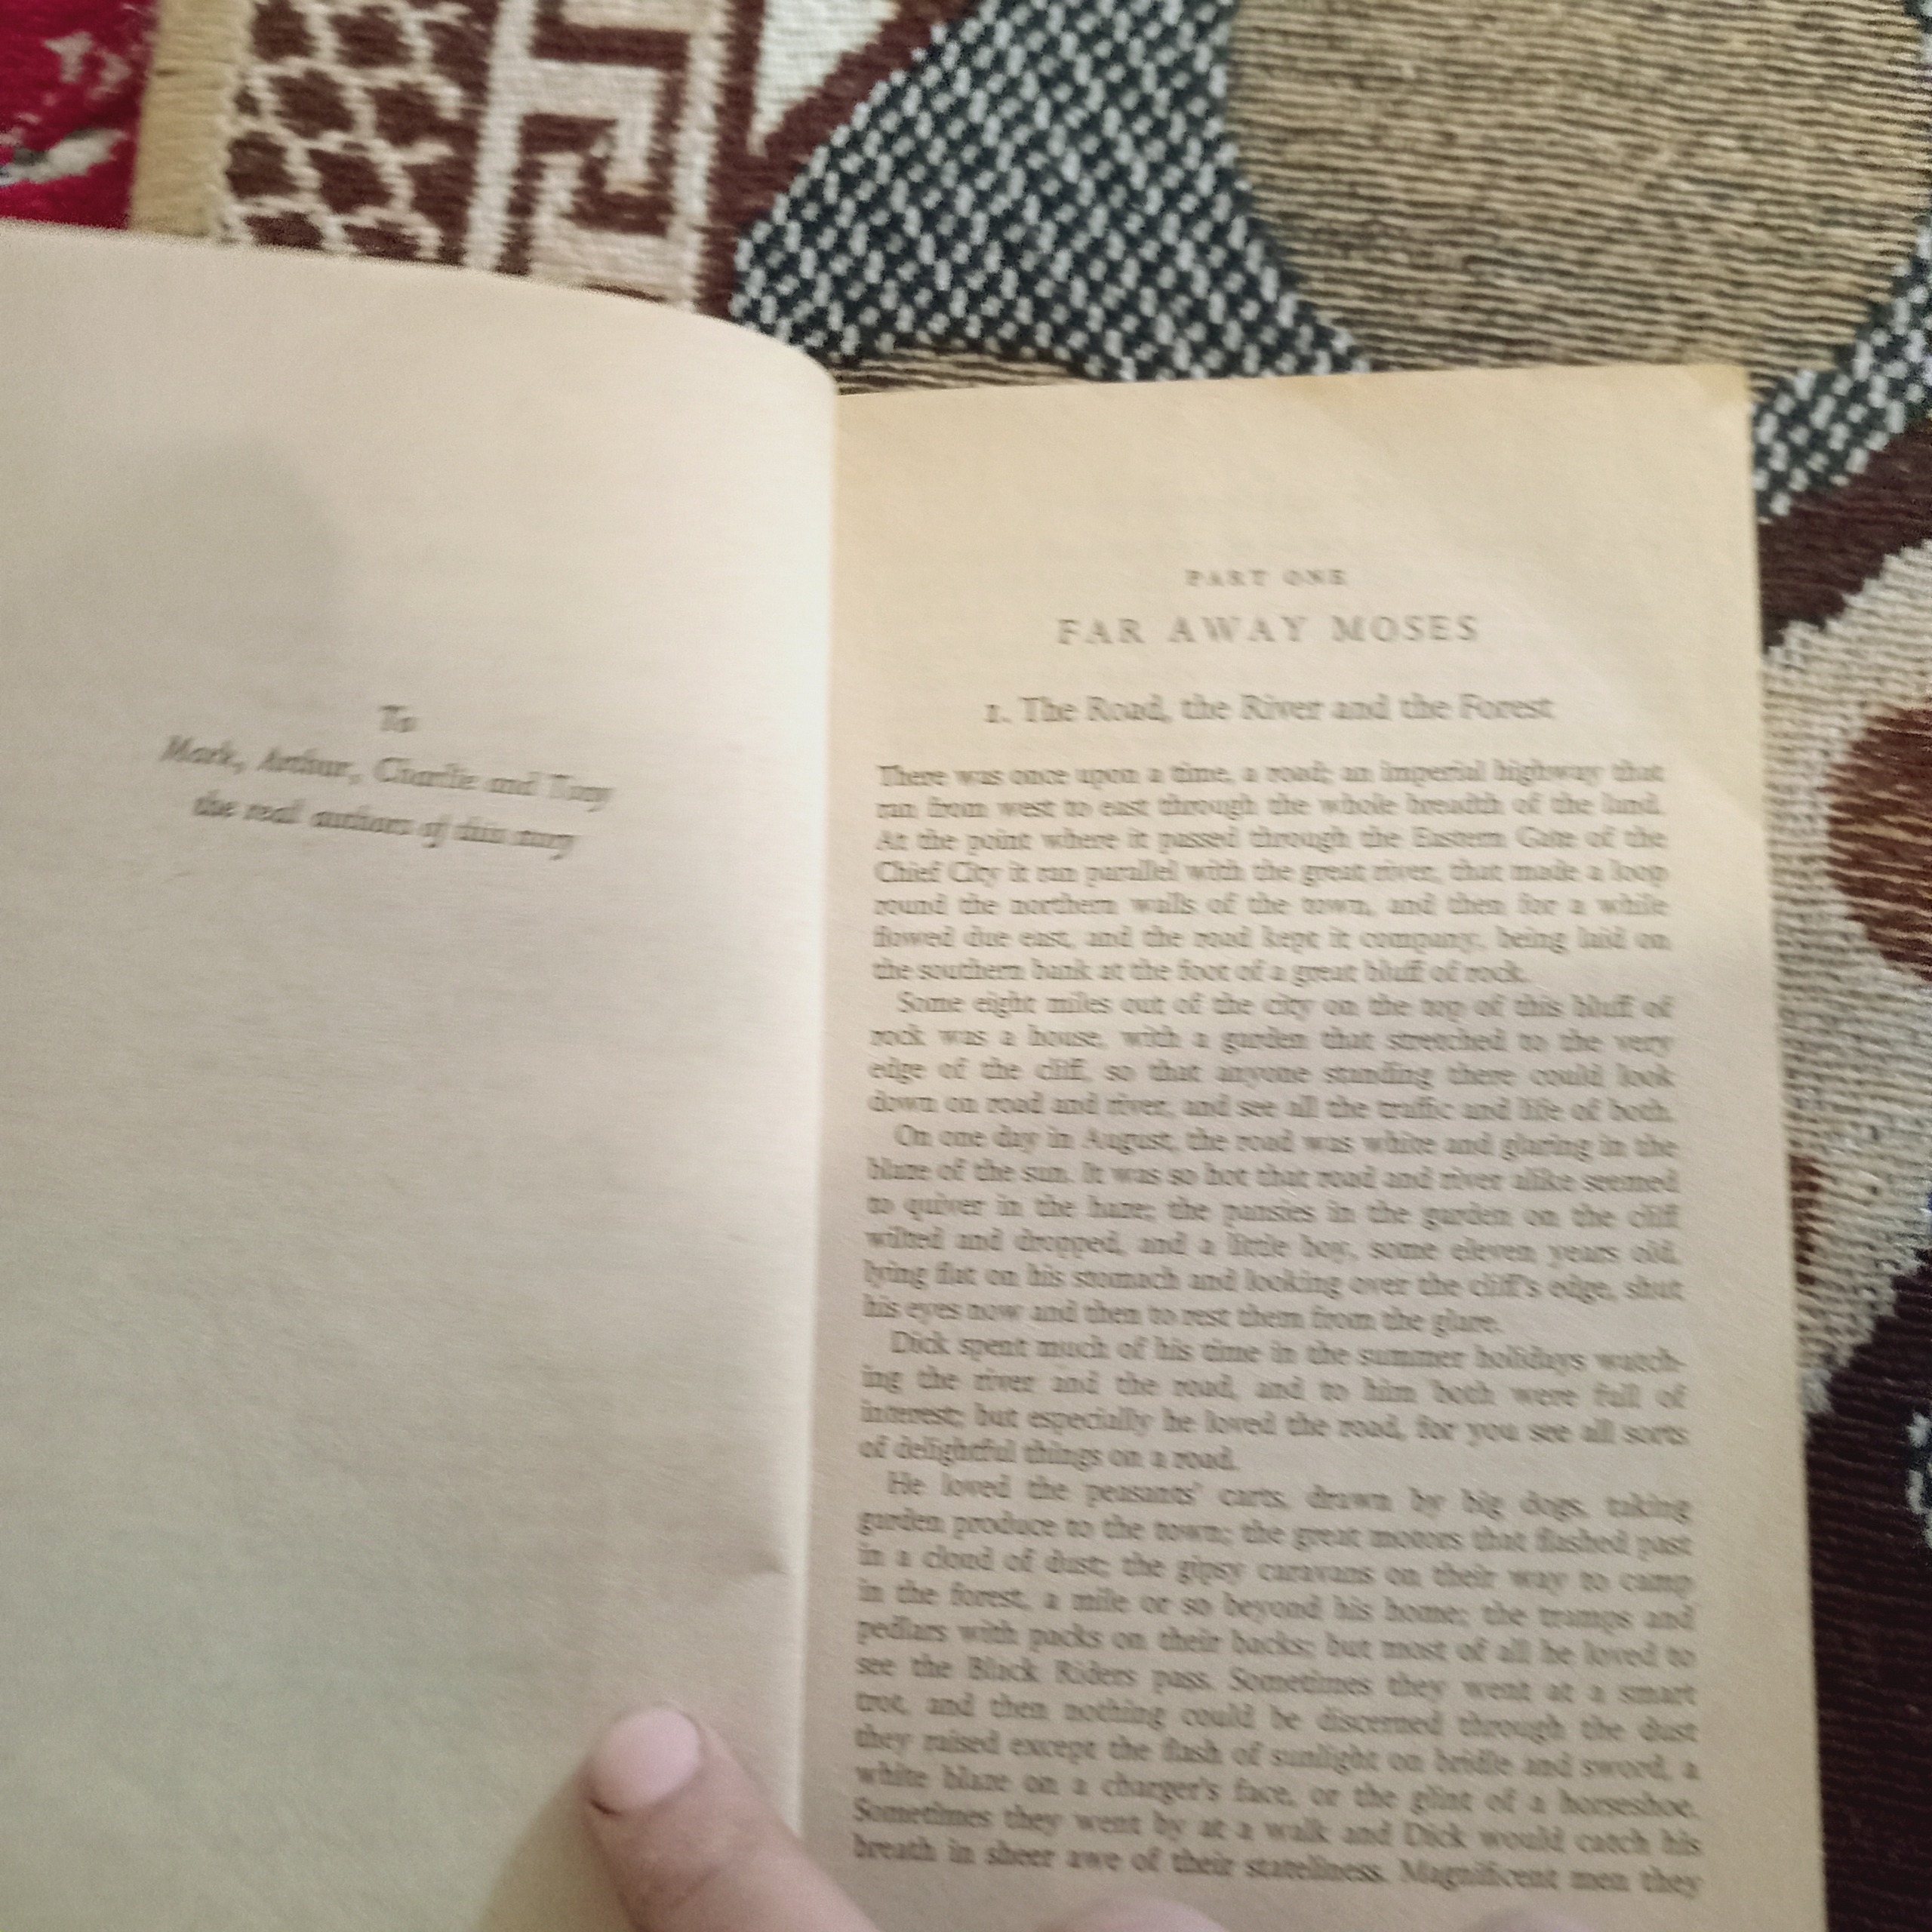 To
Mark, Arthur, Charlie and Tony
the real authors of this story
PART ONE
FAR AWAY MOSES
1. The Road, the River and the Forest
There was once upon a time, a road; an imperial highway that
ran from west to east through the whole breadth of the land.
At the point where it passed through the Eastern Gate of the
Chief City it ran parallel with the great river, that made a loop
round the northern walls of the town, and then for a while
flowed due east, and the road kept it company, being laid on
the southern bank at the foot of a great bluff of rock.
Some eight miles out of the city on the top of this bluff of
rock was a house, with a garden that stretched to the very
edge of the cliff, so that anyone standing there could look
down on road and river, and see all the traffic and life of both.
On one day in August, the road was white and glaring in the
blaze of the sun. It was so hot that road and river alike seemed
to quiver in the haze; the pansies in the garden on the cliff
wilted and dropped, and a little boy, some eleven years old,
lying flat on his stomach and looking over the cliff's edge, shut
his eyes now and then to rest them from the glare.
Dick spent much of his time in the summer holidays watch-
ing the river and the road, and to him both were full of
interest; but especially he loved the road, for you see all sorts
of delightful things on a road.
He loved the peasants' carts, drawn by big dogs, taking
garden produce to the town; the great motors that flashed past
in a cloud of dust; the gipsy caravans on their way to camp
in the forest, a mile or so beyond his home; the tramps and
pedlars with packs on their backs; but most of all he loved to
see the Black Riders pass. Sometimes they went at a smart
trot, and then nothing could be discerned through the dust
they raised except the flash of sunlight on bridle and sword, a
white blaze on a charger's face, or the glint of a horseshoe.
Sometimes they went by at a walk and Dick would catch his
breath in sheer awe of their stateliness. Magnificent men they